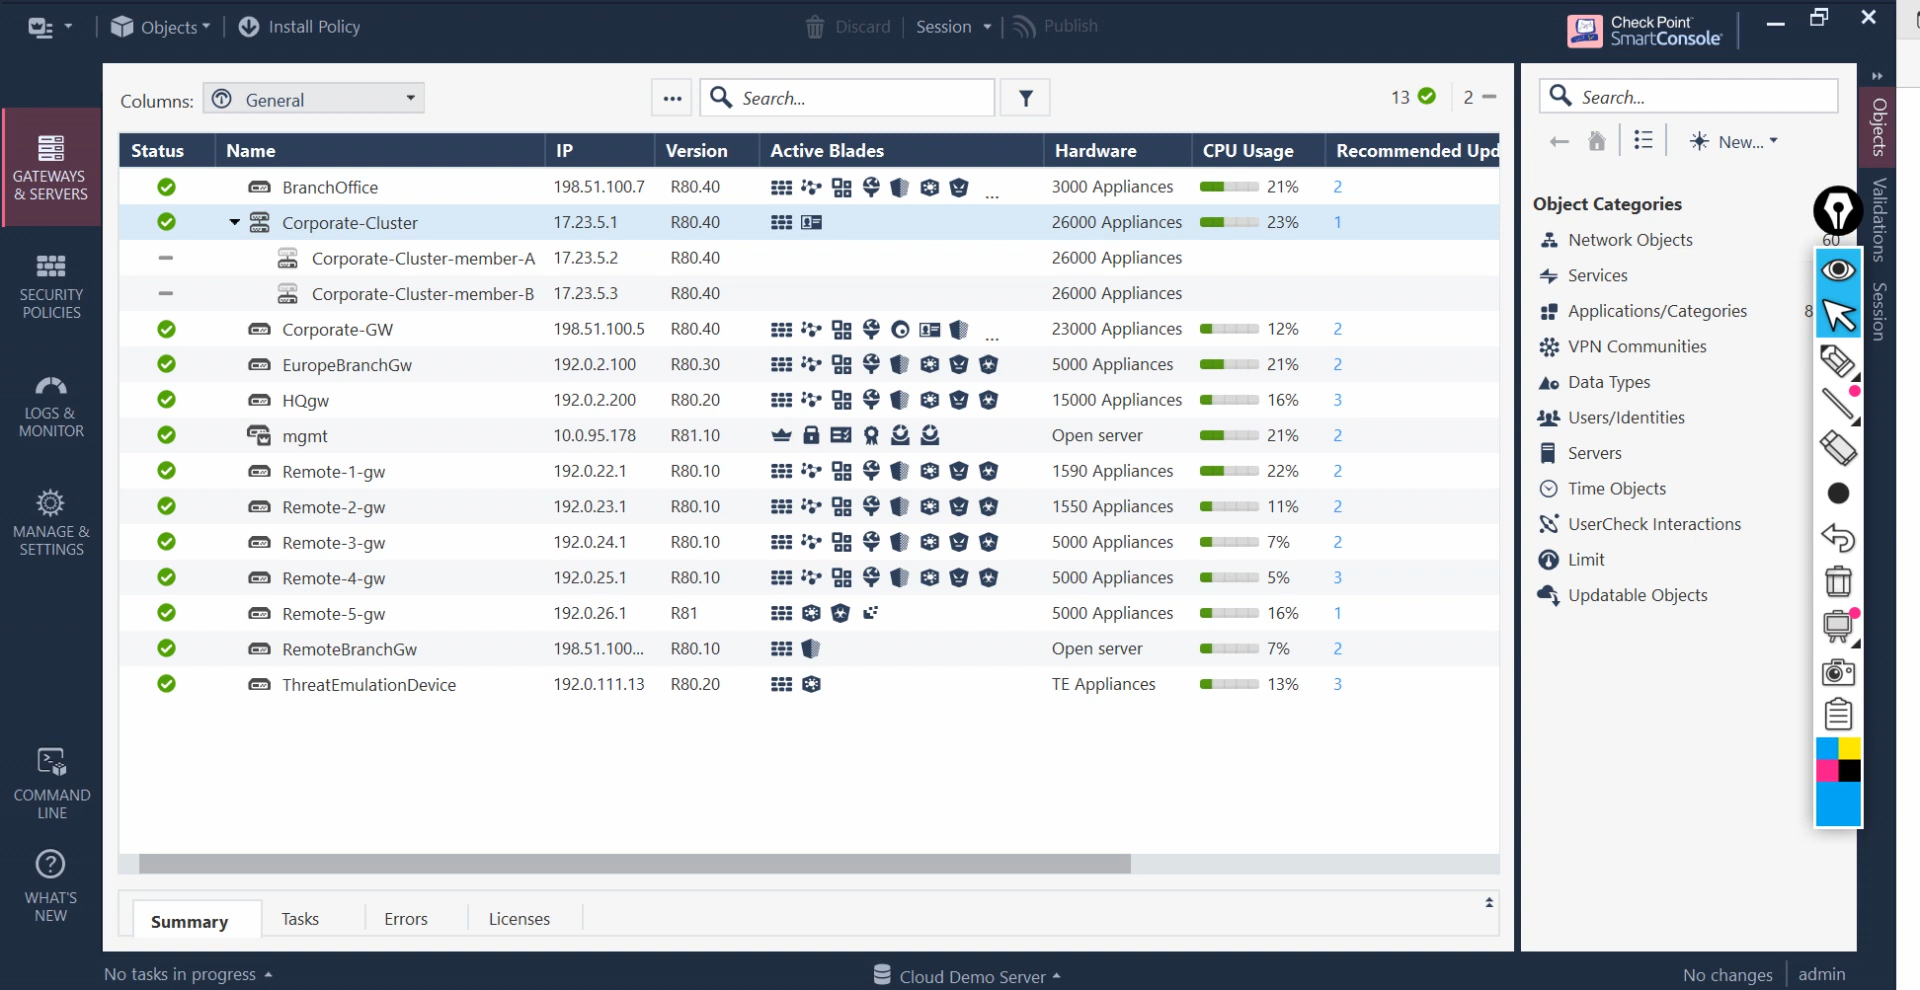 Objects
Install Policy
Discard
Session
Publish
Check Point
SmartConsole
GATEWAYS
& SERVERS
SECURITY
POLICIES
LOGS &
MONITOR
MANAGE &
SETTINGS
COMMAND
LINE
WHAT'S
NEW
Columns: General
...
Search...
13
2
Status Name IP Version Active Blades Hardware CPU Usage Recommended Upd
BranchOffice 198.51.100.7 R80.40 ... 3000 Appliances 21% 2
Corporate-Cluster 17.23.5.1 R80.40 26000 Appliances 23% 1
Corporate-Cluster-member-A 17.23.5.2 R80.40 26000 Appliances
Corporate-Cluster-member-B 17.23.5.3 R80.40 26000 Appliances
Corporate-GW 198.51.100.5 R80.40 ... 23000 Appliances 12% 2
EuropeBranchGw 192.0.2.100 R80.30 5000 Appliances 21% 2
HQgw 192.0.2.200 R80.20 15000 Appliances 16% 3
mgmt 10.0.95.178 R81.10 Open server 21% 2
Remote-1-gw 192.0.22.1 R80.10 1590 Appliances 22% 2
Remote-2-gw 192.0.23.1 R80.10 1550 Appliances 11% 2
Remote-3-gw 192.0.24.1 R80.10 5000 Appliances 7% 2
Remote-4-gw 192.0.25.1 R80.10 5000 Appliances 5% 3
Remote-5-gw 192.0.26.1 R81 5000 Appliances 16% 1
RemoteBranchGw 198.51.100... R80.10 Open server 7% 2
ThreatEmulationDevice 192.0.111.13 R80.20 TE Appliances 13% 3
Summary
Tasks
Errors
Licenses
Search...
New...
Object Categories
Network Objects 60
Services
Applications/Categories 8
VPN Communities
Data Types
Users/Identities
Servers
Time Objects
UserCheck Interactions
Limit
Updatable Objects
Objects
Validations
Session
No tasks in progress
Cloud Demo Server
No changes
admin